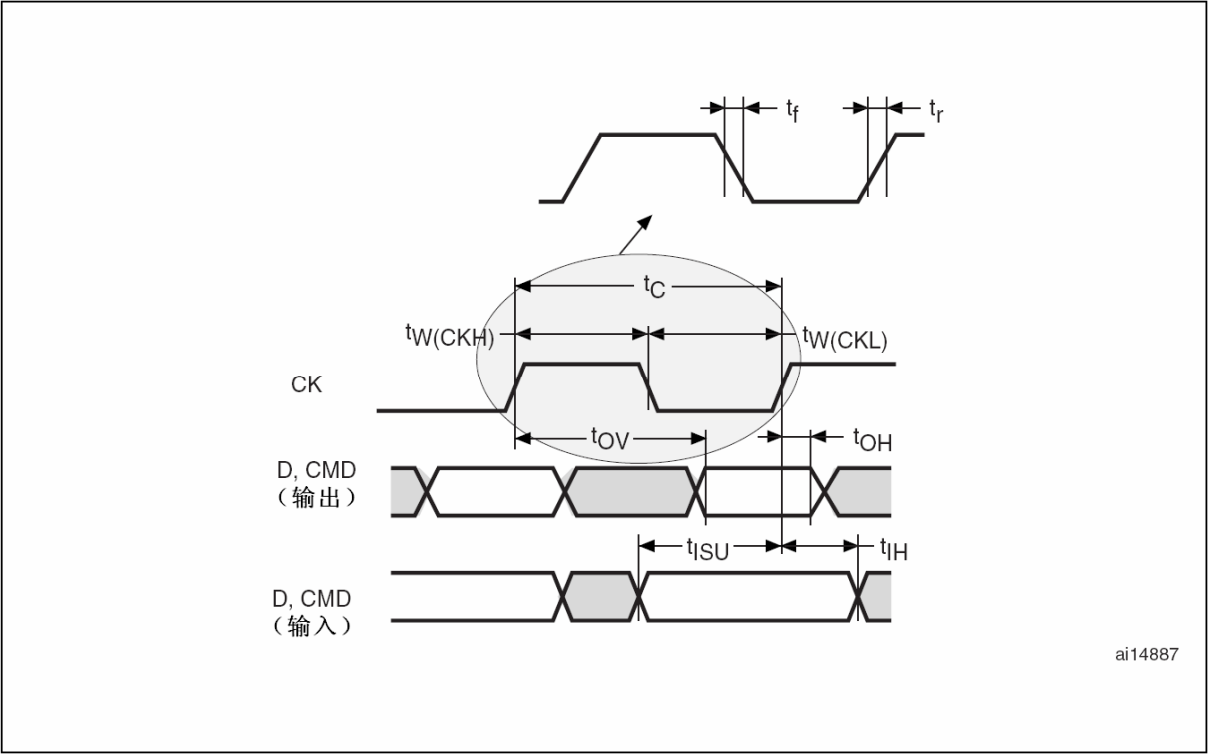 tf
tr
tC
tW(CKH)
tW(CKL)
CK
tOV
tOH
D, CMD
（输出）
tISU
tIH
D, CMD
（输入）
ai14887